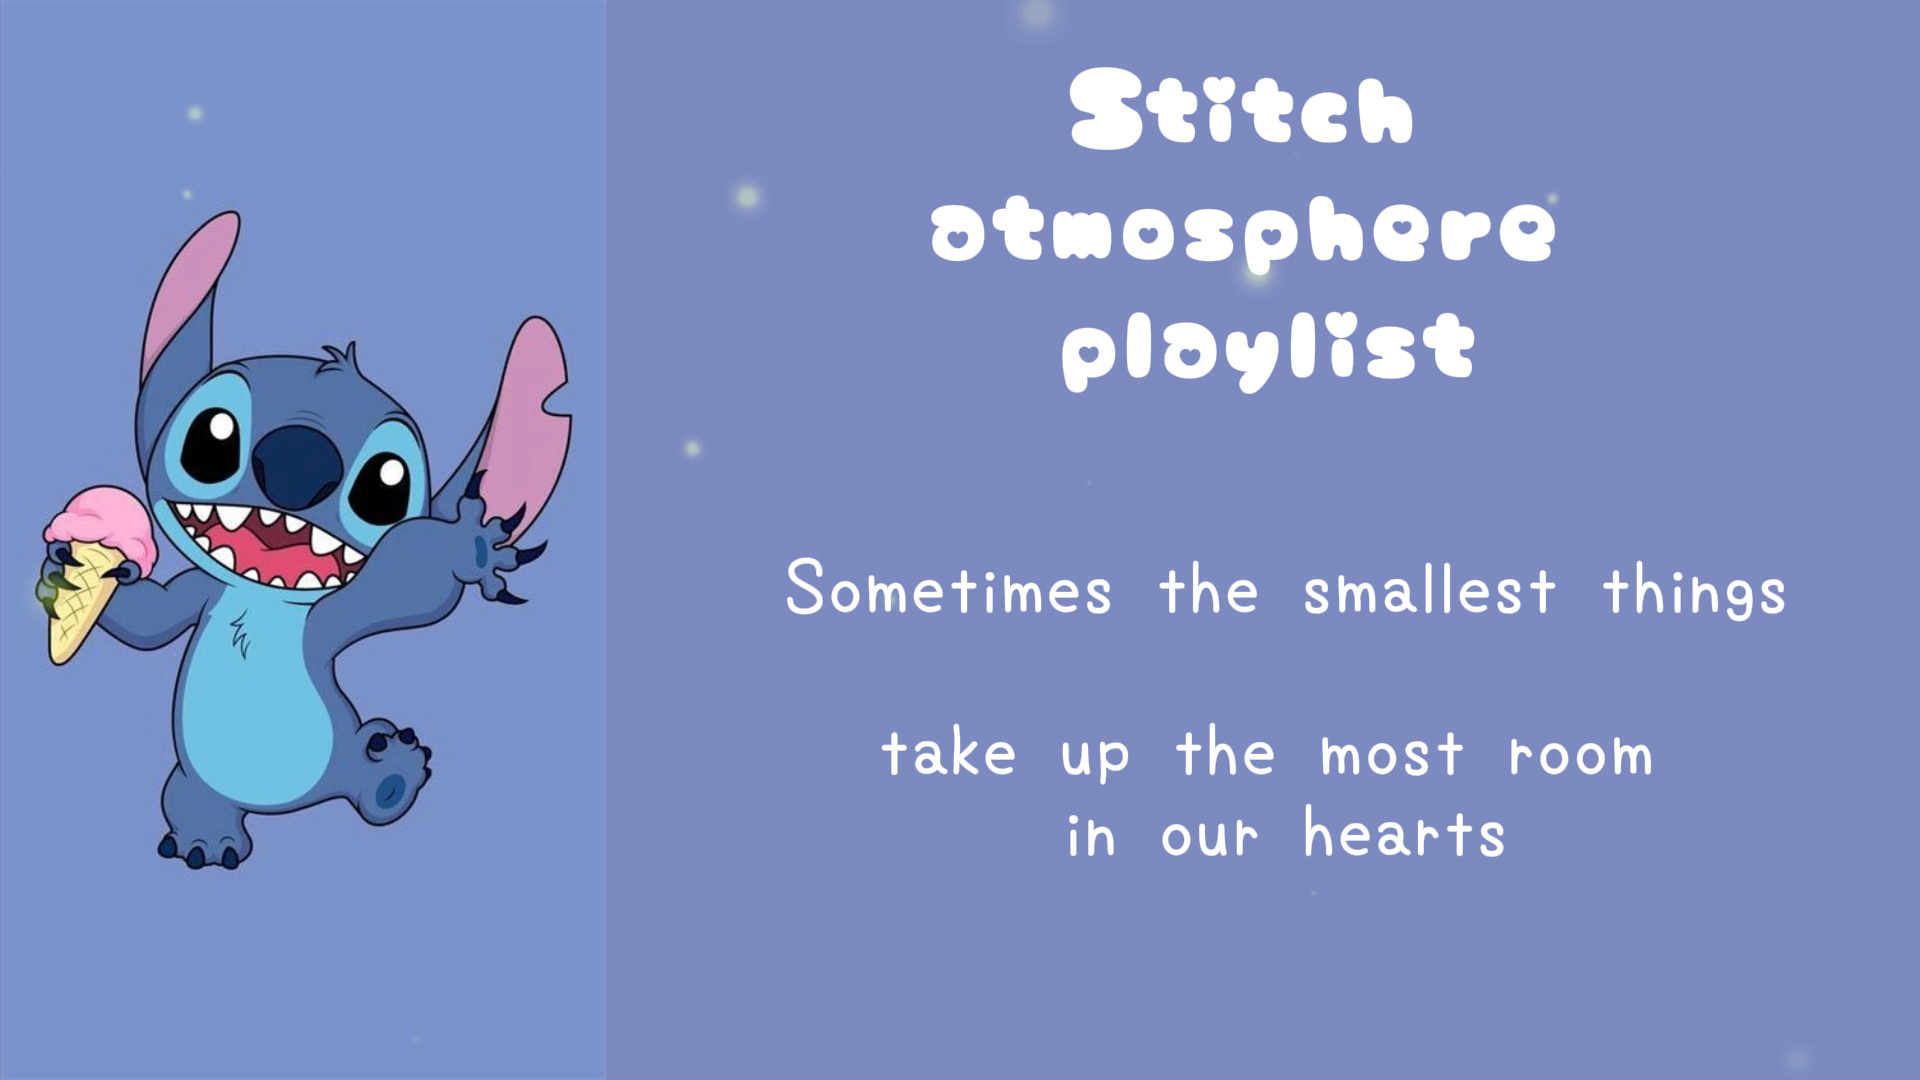 Stitch
atmosphere
playlist
Sometimes the smallest things
take up the most room
in our hearts